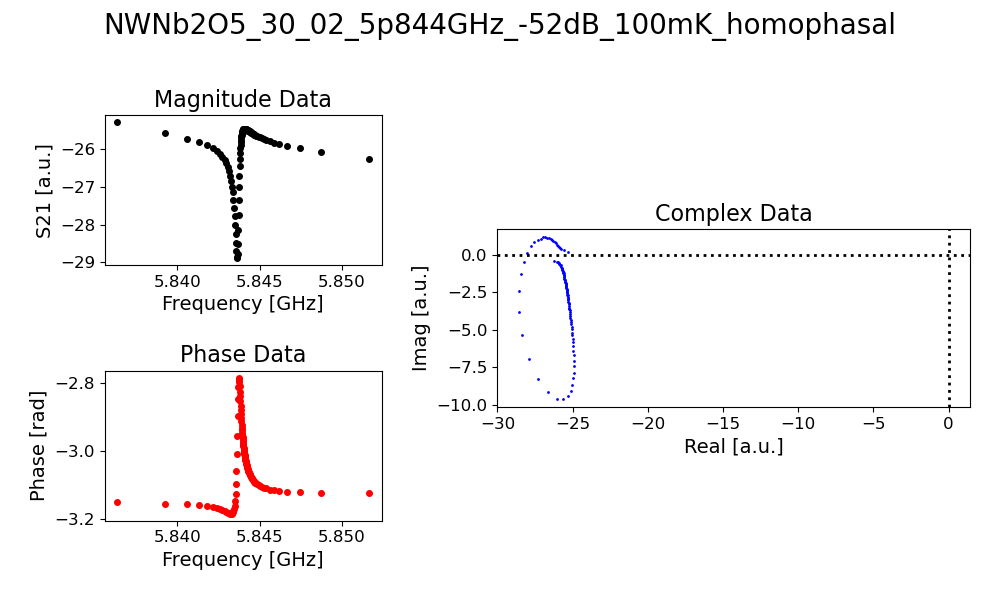 NWNb2O5_30_02_5p844GHz_-52dB_100mK_homophasal
Magnitude Data
S21 [a.u.]
−26
−27
−28
−29
5.840
5.845
5.850
Frequency [GHz]
Phase Data
Phase [rad]
−2.8
−3.0
−3.2
5.840
5.845
5.850
Frequency [GHz]
Complex Data
Imag [a.u.]
0.0
−2.5
−5.0
−7.5
−10.0
−30
−25
−20
−15
−10
−5
0
Real [a.u.]